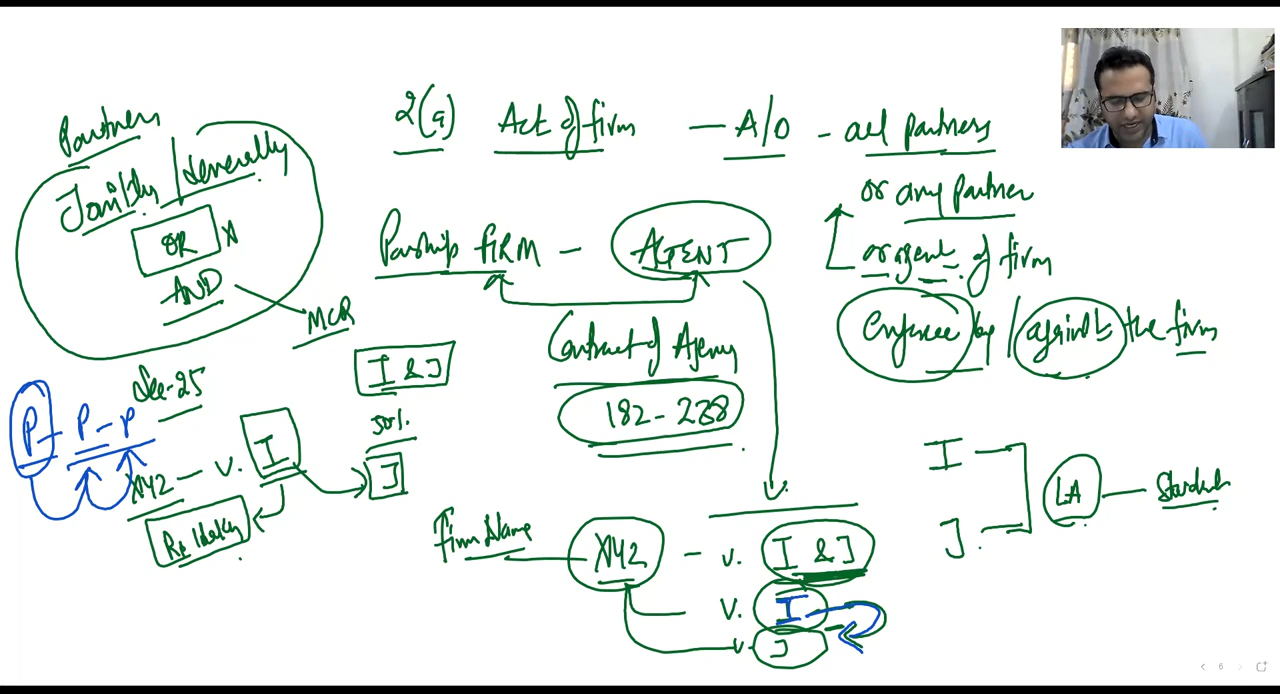 Partners
Jointly / Severally
OR X
AND
MCR
2(a) Act of firm - A/O - all partners
or any partner
or agent of firm
Pārship FIRM - AGENT
enforce by / against the firm
Contract of Agency
182 - 238
I & J
50%
J
Sec-25
P - P - P
XYZ - v. I
Firm Name
XYZ - v. I & J
v. I
v. J
I
J
LA